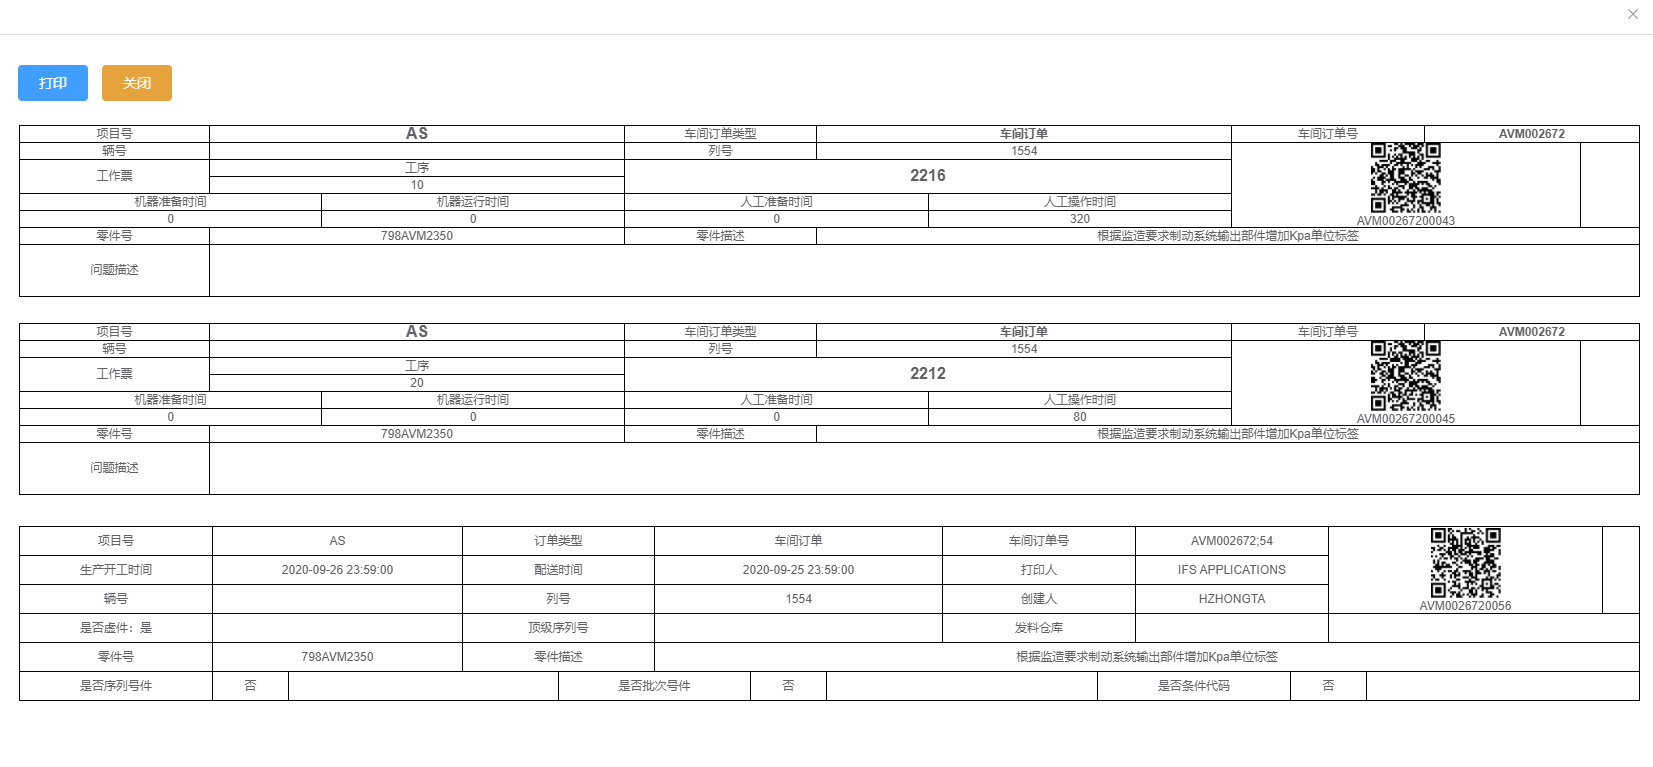 打印 关闭
项目号 AS 车间订单类型 车间订单 车间订单号 AVM002672
辆号 列号 1554
工作票 工序 2216
10
机器准备时间 机器运行时间 人工准备时间 人工操作时间
0 0 0 320 AVM00267200043
零件号 798AVM2350 零件描述 根据监造要求制动系统输出部件增加Kpa单位标签
问题描述
项目号 AS 车间订单类型 车间订单 车间订单号 AVM002672
辆号 列号 1554
工作票 工序 2212
20
机器准备时间 机器运行时间 人工准备时间 人工操作时间
0 0 0 80 AVM00267200045
零件号 798AVM2350 零件描述 根据监造要求制动系统输出部件增加Kpa单位标签
问题描述
项目号 AS 订单类型 车间订单 车间订单号 AVM002672;54
生产开工时间 2020-09-26 23:59:00 配送时间 2020-09-25 23:59:00 打印人 IFS APPLICATIONS
辆号 列号 1554 创建人 HZHONGTA AVM0026720056
是否虚件：是 顶级序列号 发料仓库
零件号 798AVM2350 零件描述 根据监造要求制动系统输出部件增加Kpa单位标签
是否序列号件 否 是否批次号件 否 是否条件代码 否